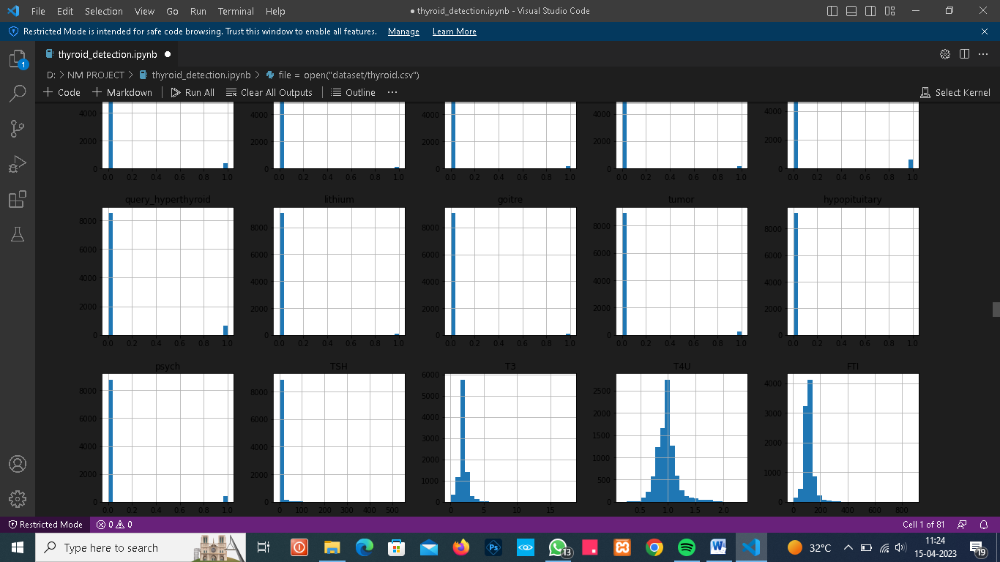 File Edit Selection View Go Run Terminal Help ● thyroid_detection.ipynb - Visual Studio Code
Restricted Mode is intended for safe code browsing. Trust this window to enable all features. Manage Learn More
thyroid_detection.ipynb
D: > NM PROJECT > thyroid_detection.ipynb > file = open("dataset/thyroid.csv")
+ Code + Markdown Run All Clear All Outputs Outline ... Select Kernel
4000 4000 4000 4000 4000
2000 2000 2000 2000 2000
0 0 0 0 0
0.0 0.2 0.4 0.6 0.8 1.0 0.0 0.2 0.4 0.6 0.8 1.0 0.0 0.2 0.4 0.6 0.8 1.0 0.0 0.2 0.4 0.6 0.8 1.0 0.0 0.2 0.4 0.6 0.8 1.0
query_hyperthyroid lithium goitre tumor hypopituitary
8000 8000 8000 8000 8000
6000 6000 6000 6000 6000
4000 4000 4000 4000 4000
2000 2000 2000 2000 2000
0 0 0 0 0
0.0 0.2 0.4 0.6 0.8 1.0 0.0 0.2 0.4 0.6 0.8 1.0 0.0 0.2 0.4 0.6 0.8 1.0 0.0 0.2 0.4 0.6 0.8 1.0 0.0 0.2 0.4 0.6 0.8 1.0
psych TSH T3 T4U FTI
8000 8000 6000 2500 4000
6000 6000 5000 2000 3000
4000 4000 4000 1500 2000
2000 2000 3000 1000 1000
0 0 2000 500 0
1000 0
0
0.0 0.2 0.4 0.6 0.8 1.0 0 100 200 300 400 500 0 5 10 15 0.5 1.0 1.5 2.0 0 200 400 600 800
Restricted Mode 0 0 Cell 1 of 81
Type here to search 13 32°C 11:24
15-04-2023 19
1